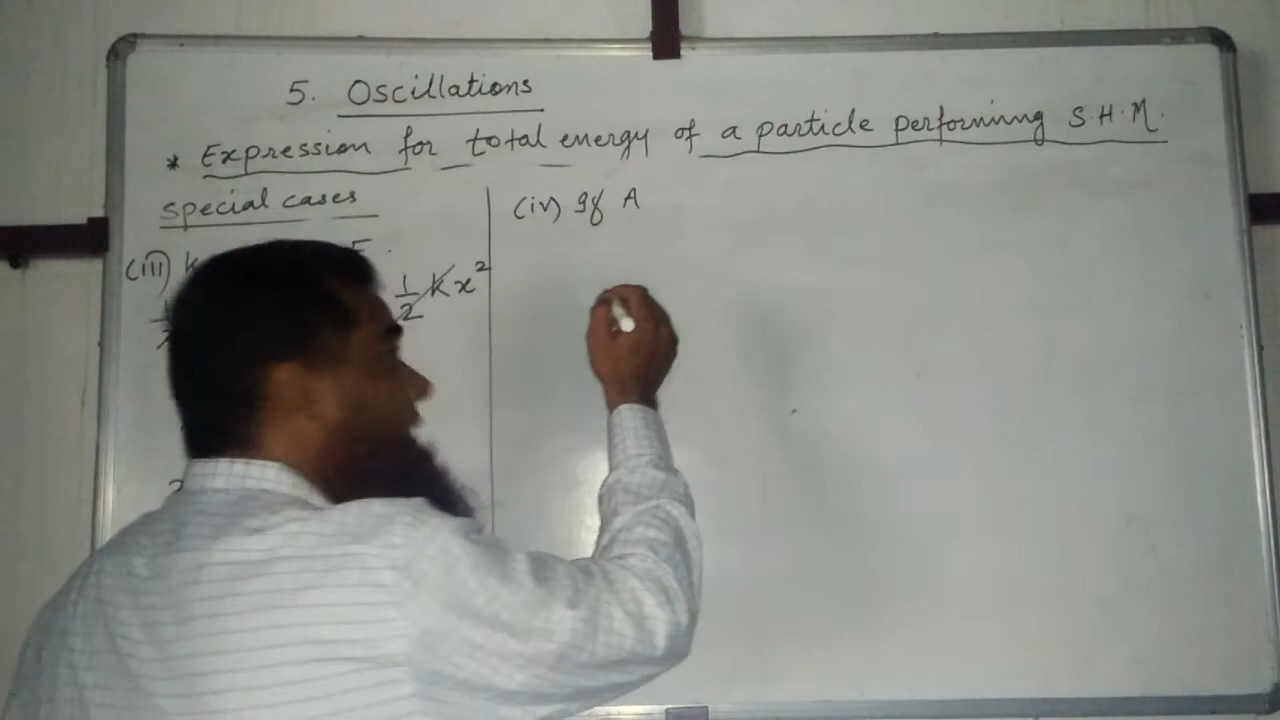 5. Oscillations
* Expression for total energy of a particle performing S.H.M.
special cases
(iii) k
1/2 kx²
(iv) If A